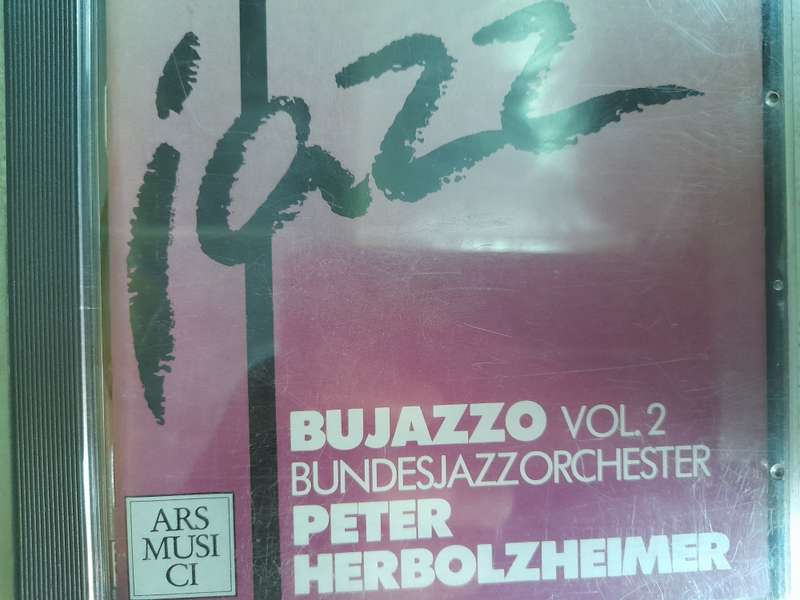 jazz
BUJAZZO VOL. 2
BUNDESJAZZORCHESTER
PETER
HERBOLZHEIMER
ARS
MUSI
CI